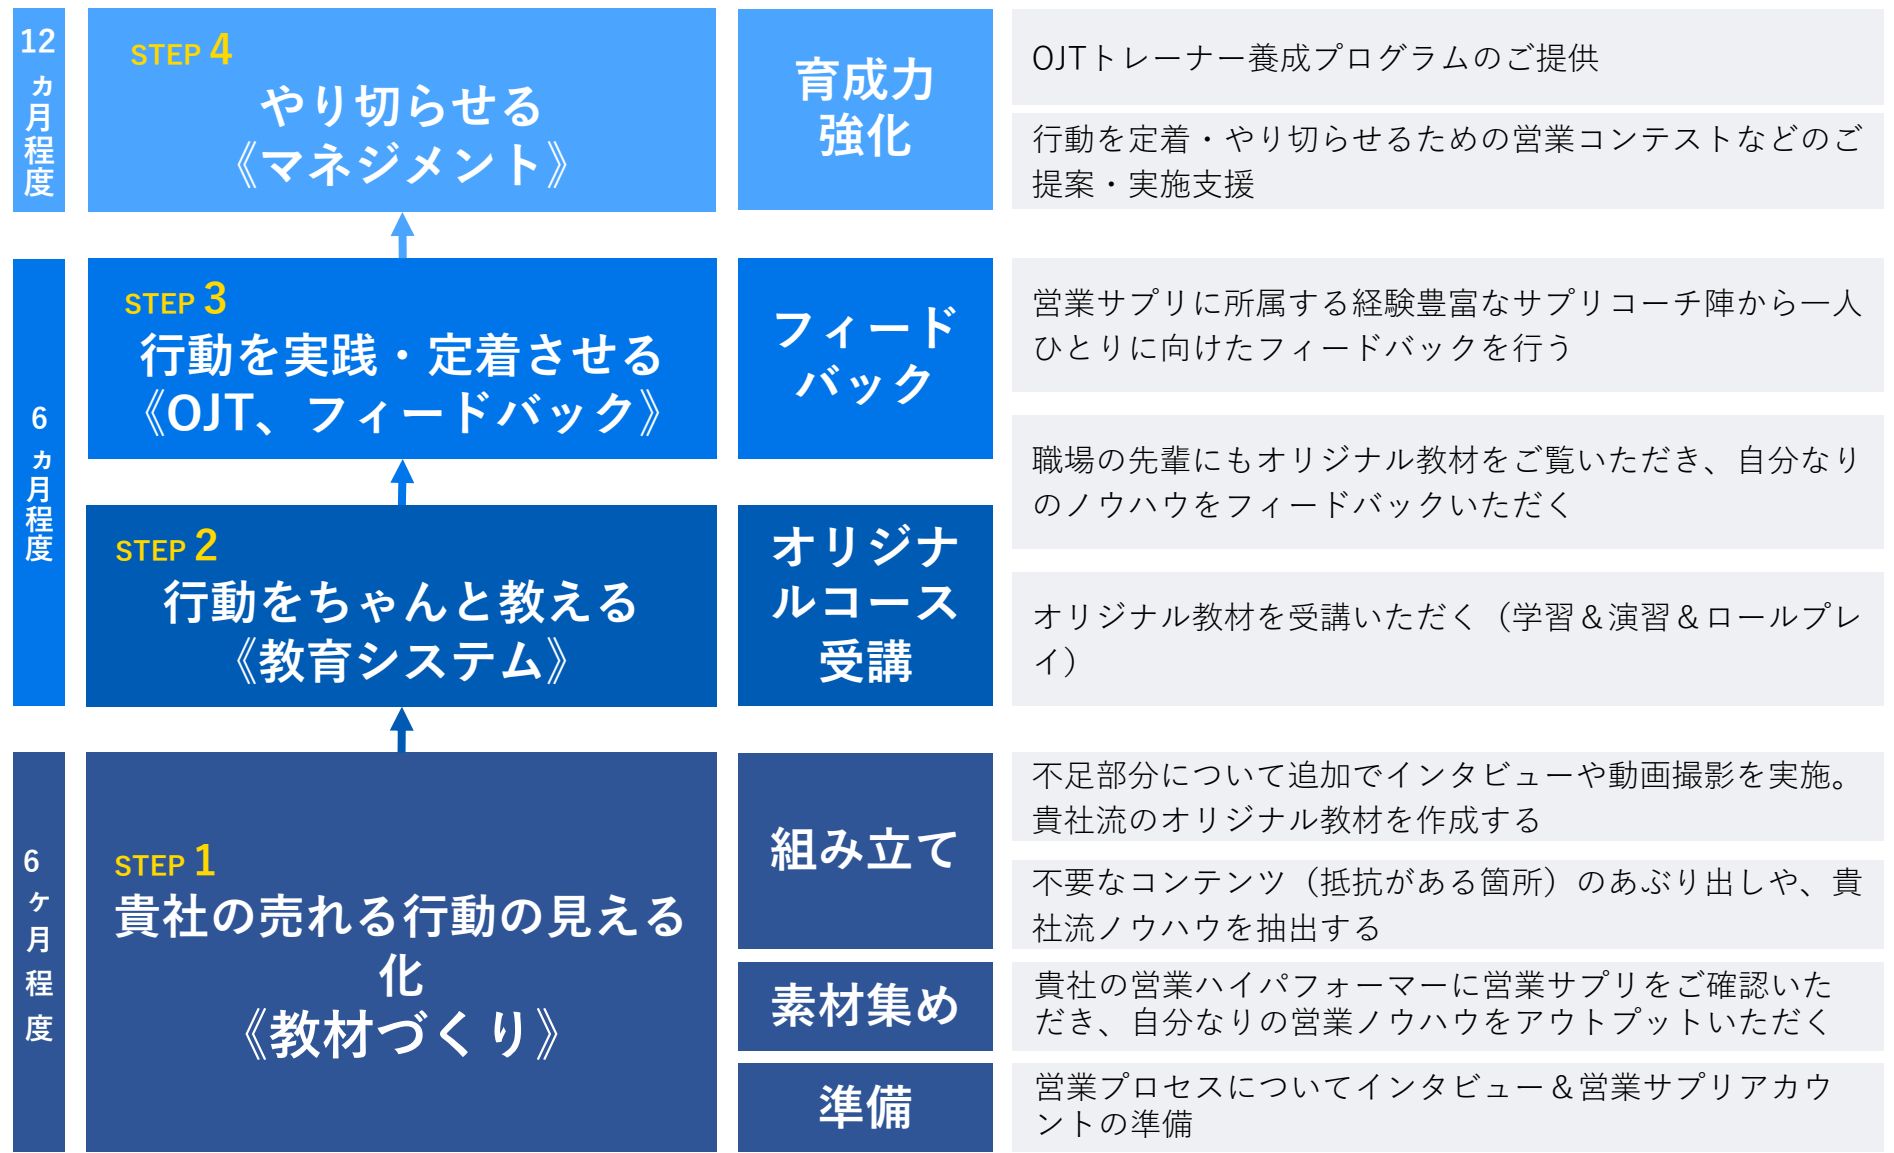 12
ヵ
月
程
度
STEP 4
やり切らせる
《マネジメント》
育成力
強化
OJTトレーナー養成プログラムのご提供
行動を定着・やり切らせるための営業コンテストなどのご
提案・実施支援
6
ヵ
月
程
度
STEP 3
行動を実践・定着させる
《OJT、フィードバック》
フィード
バック
営業サプリに所属する経験豊富なサプリコーチ陣から一人
ひとりに向けたフィードバックを行う
職場の先輩にもオリジナル教材をご覧いただき、自分なり
のノウハウをフィードバックいただく
STEP 2
行動をちゃんと教える
《教育システム》
オリジナ
ルコース
受講
オリジナル教材を受講いただく（学習＆演習＆ロールプレ
イ）
6
ヶ
月
程
度
STEP 1
貴社の売れる行動の見える
化
《教材づくり》
組み立て
不足部分について追加でインタビューや動画撮影を実施。
貴社流のオリジナル教材を作成する
不要なコンテンツ（抵抗がある箇所）のあぶり出しや、貴
社流ノウハウを抽出する
素材集め
貴社の営業ハイパフォーマーに営業サプリをご確認いた
だき、自分なりの営業ノウハウをアウトプットいただく
準備
営業プロセスについてインタビュー＆営業サプリアカウ
ントの準備